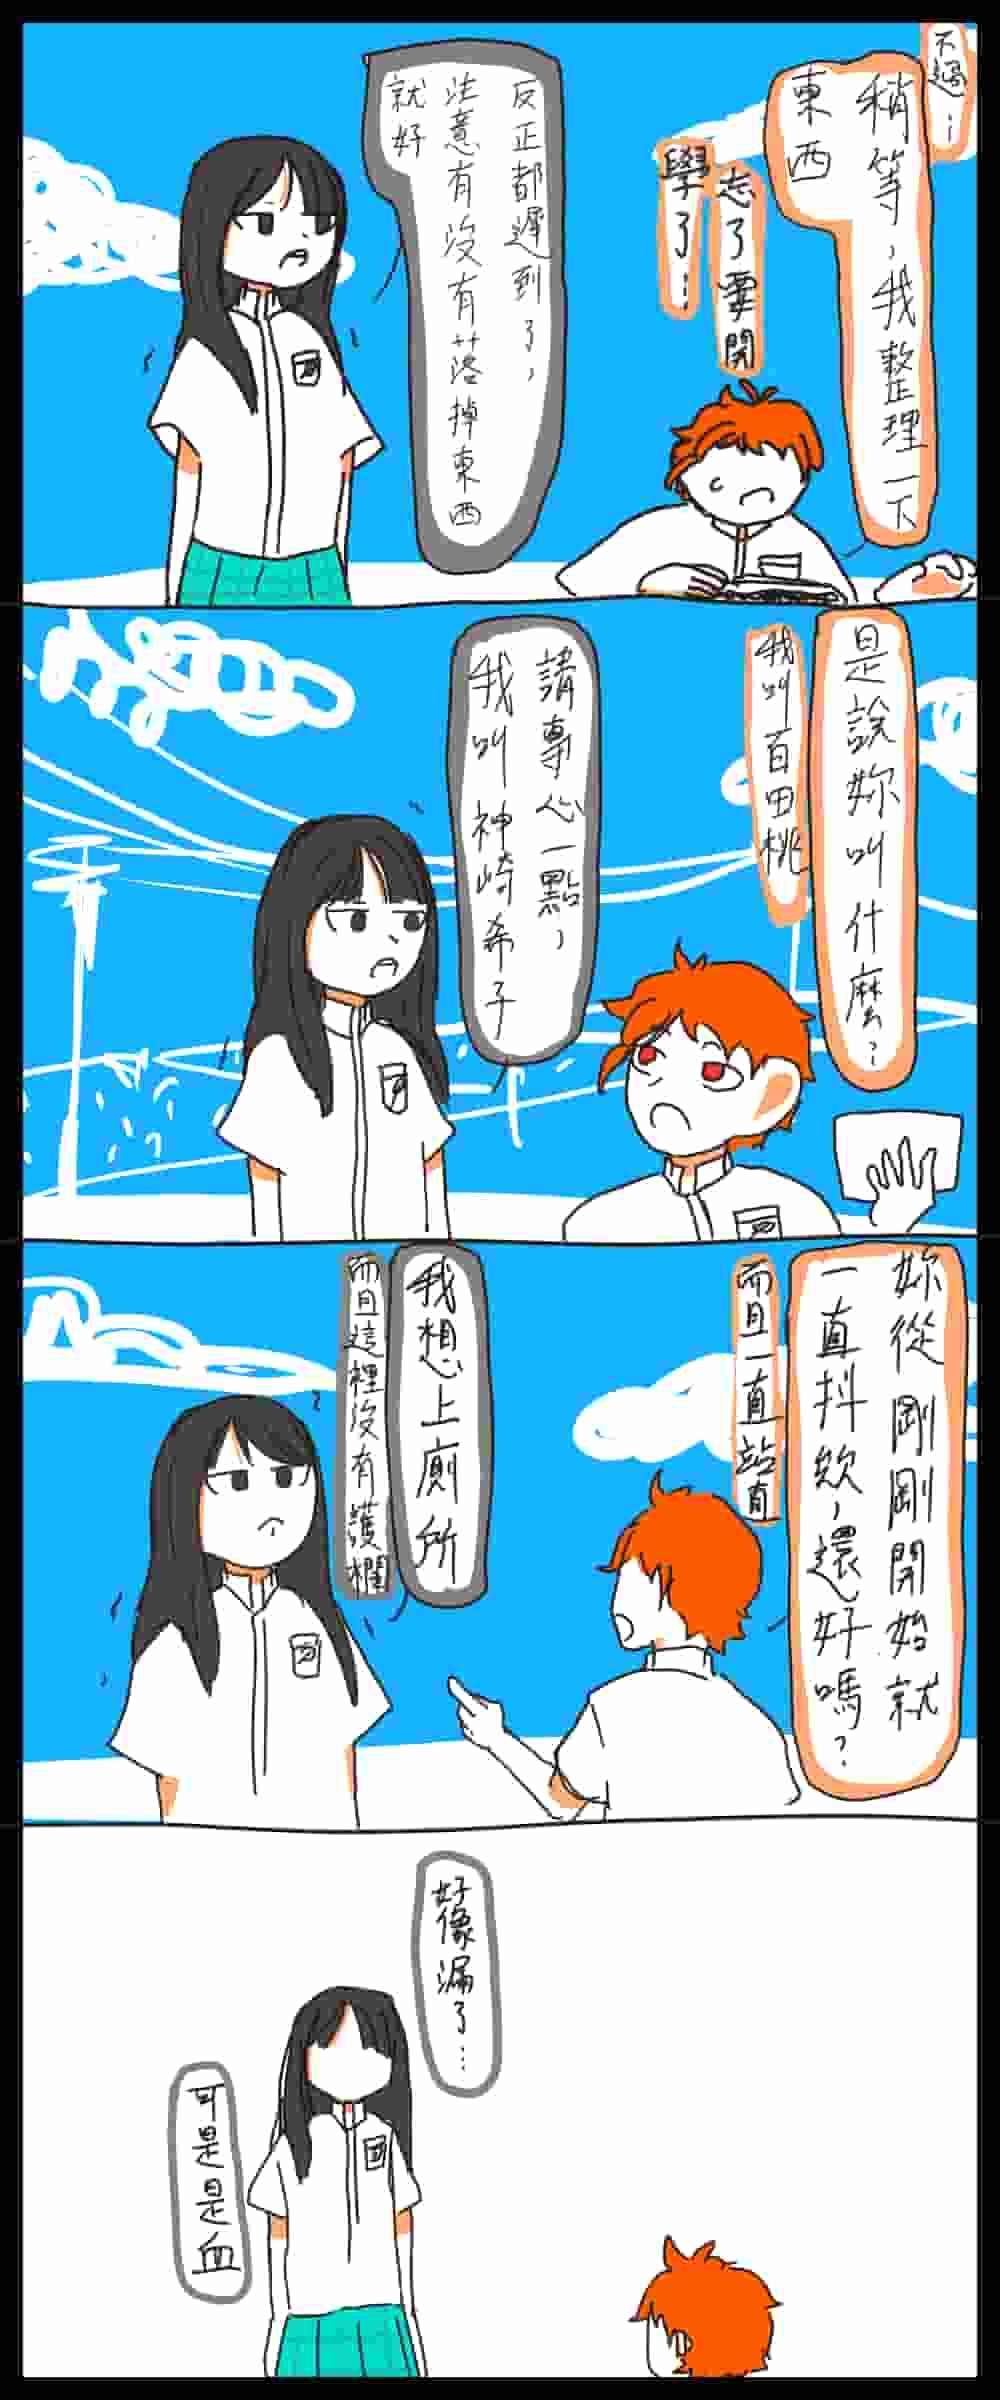 不過…
稍等，我整理一下
東西
忘了要開
學了…
反正都遲到了，
注意有沒有落掉東西
就好
是說妳叫什麼？
我叫百田桃
請專心一點，
我叫神崎希子
妳從剛剛開始就
一直抖欸，還好嗎？
而且一直站直
我想上廁所
而且這裡沒有護欄
好像漏了…
可是是血